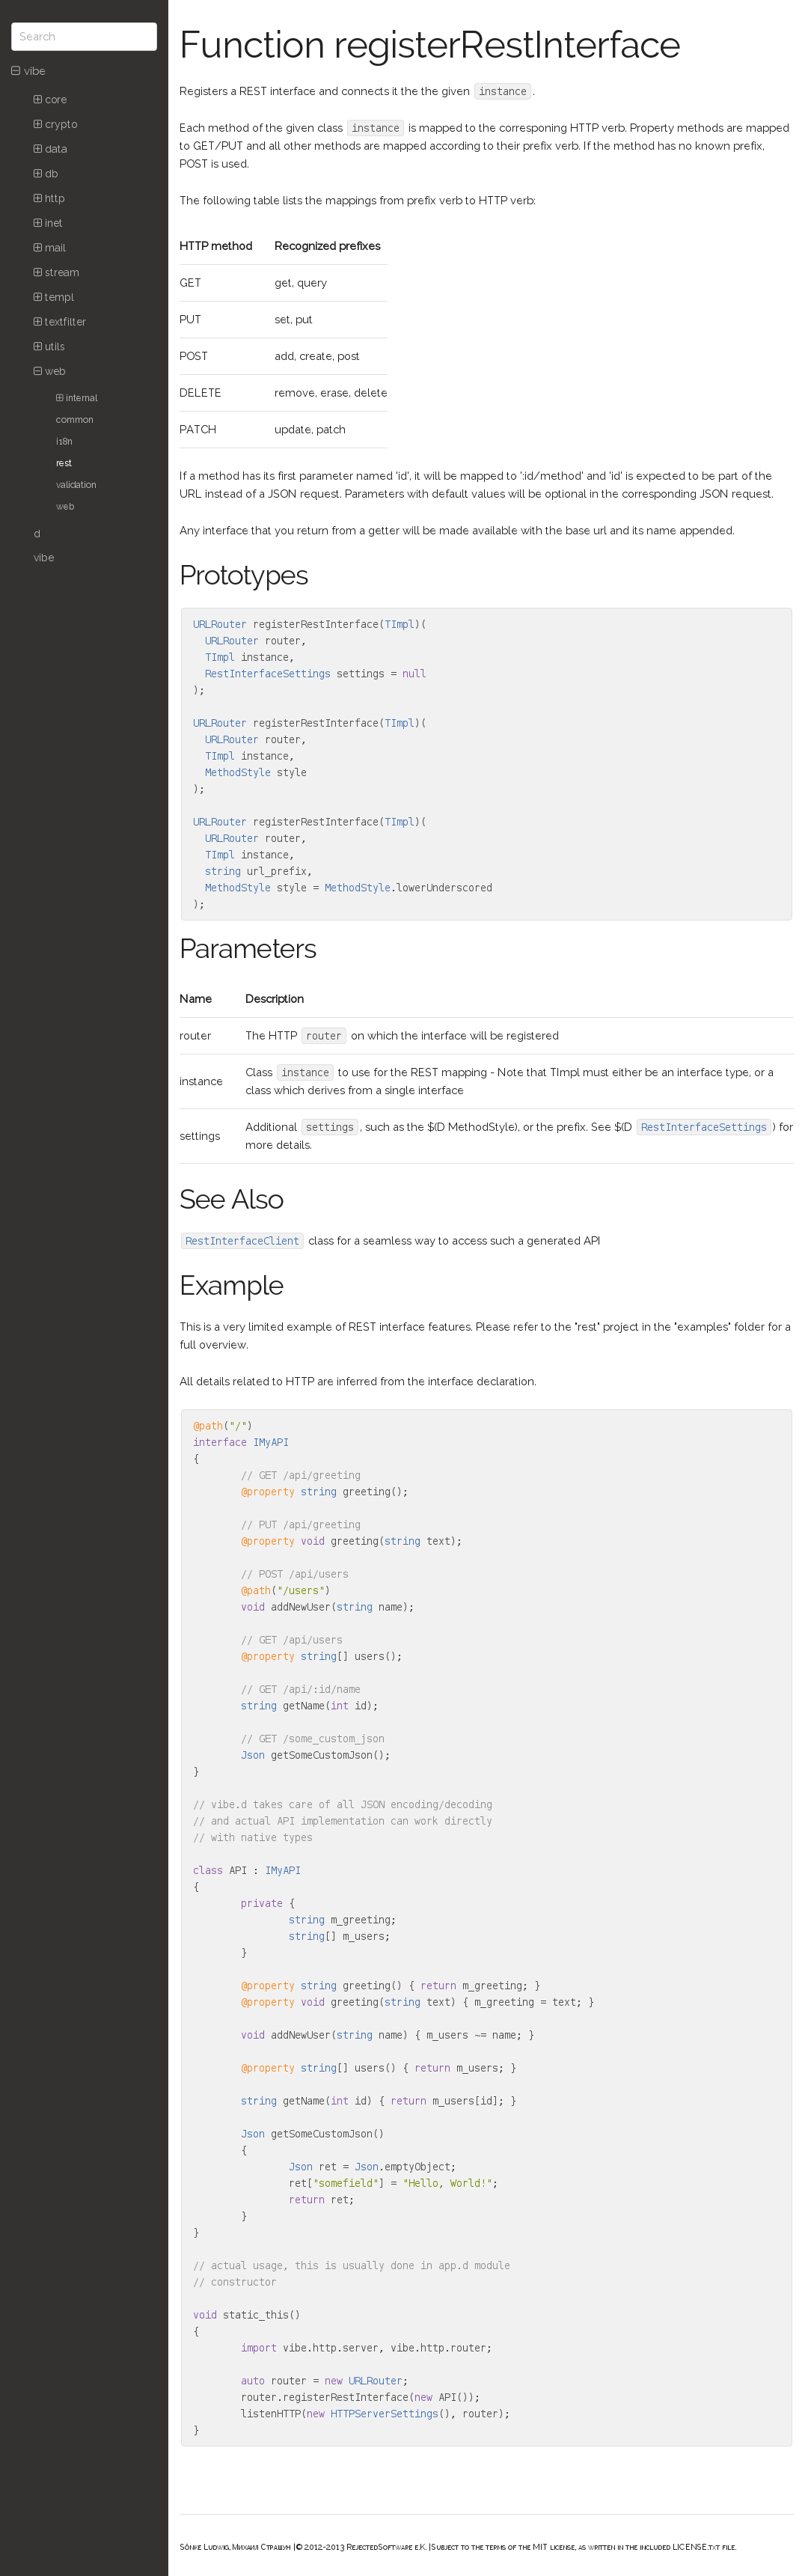 Search
vibe
core
crypto
data
db
http
inet
mail
stream
templ
textfilter
utils
web
internal
common
i18n
rest
validation
web
d
vibe
Function registerRestInterface
Registers a REST interface and connects it the the given instance.
Each method of the given class instance is mapped to the corresponing HTTP verb. Property methods are mapped
to GET/PUT and all other methods are mapped according to their prefix verb. If the method has no known prefix,
POST is used.
The following table lists the mappings from prefix verb to HTTP verb:
HTTP method Recognized prefixes
GET get, query
PUT set, put
POST add, create, post
DELETE remove, erase, delete
PATCH update, patch
If a method has its first parameter named 'id', it will be mapped to ':id/method' and 'id' is expected to be part of the
URL instead of a JSON request. Parameters with default values will be optional in the corresponding JSON request.
Any interface that you return from a getter will be made available with the base url and its name appended.
Prototypes
URLRouter registerRestInterface(TImpl)(
  URLRouter router,
  TImpl instance,
  RestInterfaceSettings settings = null
);
URLRouter registerRestInterface(TImpl)(
  URLRouter router,
  TImpl instance,
  MethodStyle style
);
URLRouter registerRestInterface(TImpl)(
  URLRouter router,
  TImpl instance,
  string url_prefix,
  MethodStyle style = MethodStyle.lowerUnderscored
);
Parameters
Name Description
router The HTTP router on which the interface will be registered
instance Class instance to use for the REST mapping - Note that TImpl must either be an interface type, or a
class which derives from a single interface
settings Additional settings, such as the $(D MethodStyle), or the prefix. See $(D RestInterfaceSettings) for
more details.
See Also
RestInterfaceClient class for a seamless way to access such a generated API
Example
This is a very limited example of REST interface features. Please refer to the "rest" project in the "examples" folder for a
full overview.
All details related to HTTP are inferred from the interface declaration.
@path("/")
interface IMyAPI
{
        // GET /api/greeting
        @property string greeting();
        // PUT /api/greeting
        @property void greeting(string text);
        // POST /api/users
        @path("/users")
        void addNewUser(string name);
        // GET /api/users
        @property string[] users();
        // GET /api/:id/name
        string getName(int id);
        // GET /some_custom_json
        Json getSomeCustomJson();
}
// vibe.d takes care of all JSON encoding/decoding
// and actual API implementation can work directly
// with native types
class API : IMyAPI
{
        private {
                string m_greeting;
                string[] m_users;
        }
        @property string greeting() { return m_greeting; }
        @property void greeting(string text) { m_greeting = text; }
        void addNewUser(string name) { m_users ~= name; }
        @property string[] users() { return m_users; }
        string getName(int id) { return m_users[id]; }
        Json getSomeCustomJson()
        {
                Json ret = Json.emptyObject;
                ret["somefield"] = "Hello, World!";
                return ret;
        }
}
// actual usage, this is usually done in app.d module
// constructor
void static_this()
{
        import vibe.http.server, vibe.http.router;
        auto router = new URLRouter;
        router.registerRestInterface(new API());
        listenHTTP(new HTTPServerSettings(), router);
}
Sönke Ludwig, Михаил Страшун | © 2012-2013 RejectedSoftware e.K. | Subject to the terms of the MIT license, as written in the included LICENSE.txt file.